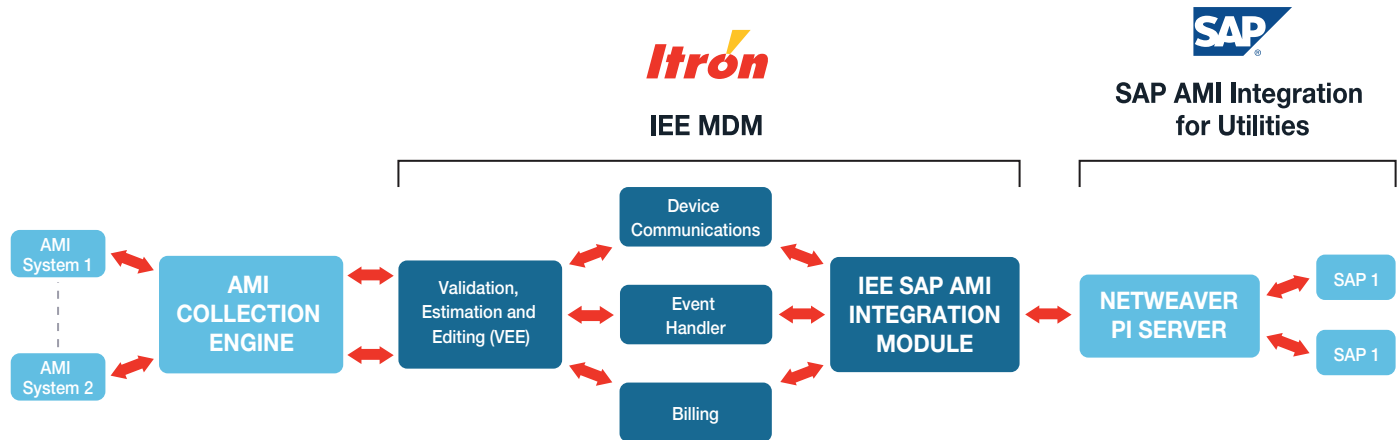 Itrón
IEE MDM
SAP®
SAP AMI Integration
for Utilities
AMI
System 1
AMI
System 2
AMI
COLLECTION
ENGINE
Validation,
Estimation and
Editing (VEE)
Device
Communications
Event
Handler
Billing
IEE SAP AMI
INTEGRATION
MODULE
NETWEAVER
PI SERVER
SAP 1
SAP 1